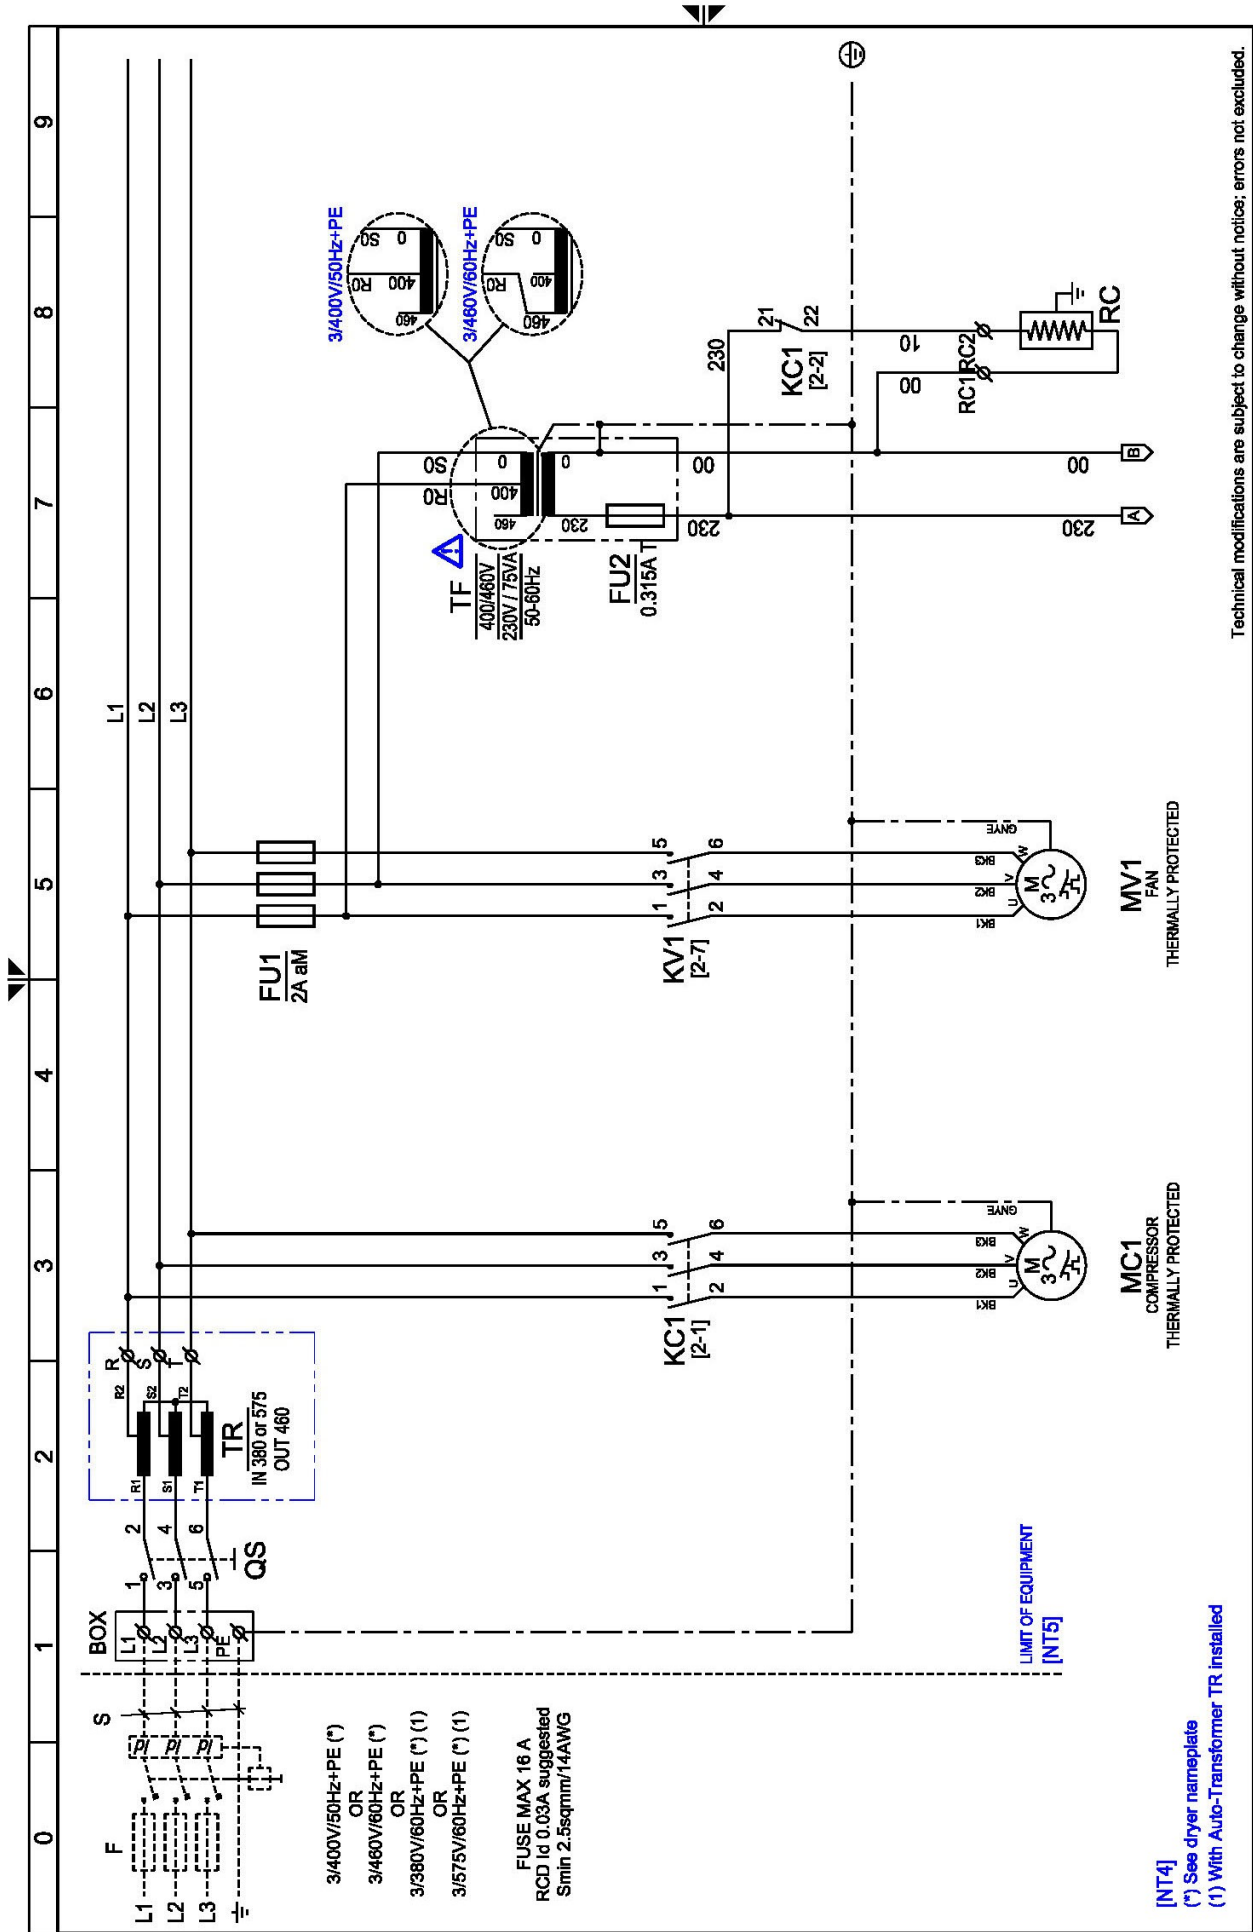 0 1 2 3 4 5 6 7 8 9
F
L1
L2
L3
Id Id Id
S
BOX
L1
L2
L3
PE
1 2
3 4
5 6
QS
R1 R2 R
S1 S2 S
T1 T2 T
TR
IN 380 or 575
OUT 460
L1
L2
L3
3/400V/50Hz+PE (*)
OR
3/460V/60Hz+PE (*)
OR
3/380V/60Hz+PE (*) (1)
OR
3/575V/60Hz+PE (*) (1)
FUSE MAX 16 A
RCD Id 0.03A suggested
Smin 2.5sqmm/14AWG
LIMIT OF EQUIPMENT
[NT5]
[NT4]
(*) See dryer nameplate
(1) With Auto-Transformer TR installed
KC1
[2-1]
1 3 5
2 4 6
BK1 BK2 BK3 GNYE
U V W
M
3
MC1
COMPRESSOR
THERMALLY PROTECTED
FU1
2A aM
KV1
[2-7]
1 3 5
2 4 6
BK1 BK2 BK3 GNYE
U V W
M
3
MV1
FAN
THERMALLY PROTECTED
R0 S0
460 400 0
TF
400/460V
230V / 75VA
50-60Hz
230 0
FU2
0.315A T
230 00
3/400V/50Hz+PE
R0 S0
460 400 0
3/460V/60Hz+PE
R0 S0
460 400 0
230
KC1
[2-2]
21
22
00 10
RC1 RC2
RC
230 00
A B
Technical modifications are subject to change without notice; errors not excluded.